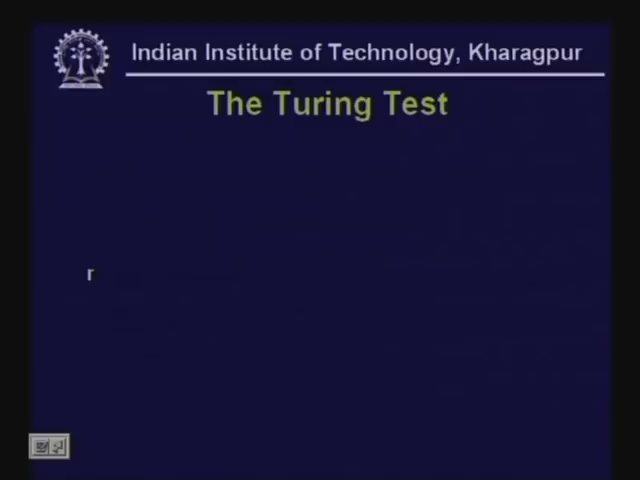 Indian Institute of Technology, Kharagpur
The Turing Test
r